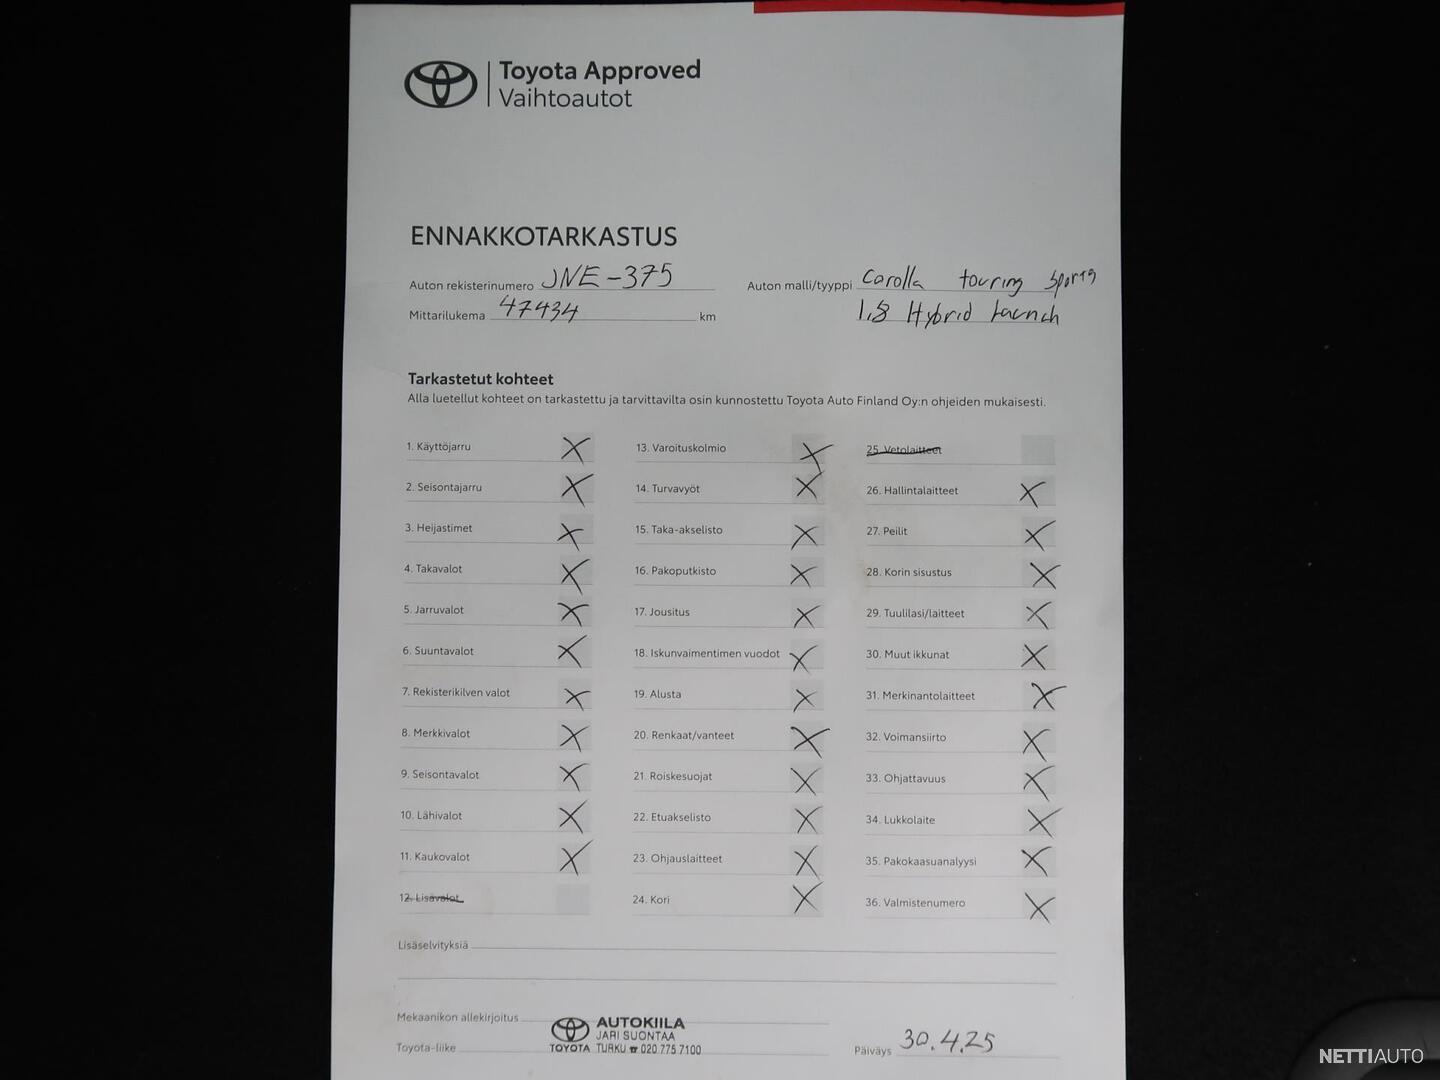 Toyota Approved
Vaihtoautot
ENNAKKOTARKASTUS
Auton rekisterinumero JNE-375 Auton malli/tyyppi Corolla touring sports
Mittarilukema 47434 km 1,8 Hybrid Launch
Tarkastetut kohteet
Alla luetellut kohteet on tarkastettu ja tarvittavilta osin kunnostettu Toyota Auto Finland Oy:n ohjeiden mukaisesti.
1. Käyttöjarru X
2. Seisontajarru X
3. Heijastimet X
4. Takavalot X
5. Jarruvalot X
6. Suuntavalot X
7. Rekisterikilven valot X
8. Merkkivalot X
9. Seisontavalot X
10. Lähivalot X
11. Kaukovalot X
12. Lisävalot
13. Varoituskolmio X
14. Turvavyöt X
15. Taka-akselisto X
16. Pakoputkisto X
17. Jousitus X
18. Iskunvaimentimen vuodot X
19. Alusta X
20. Renkaat/vanteet X
21. Roiskesuojat X
22. Etuakselisto X
23. Ohjauslaitteet X
24. Kori X
25. Vetolaitteet
26. Hallintalaitteet X
27. Peilit X
28. Korin sisustus X
29. Tuulilasi/laitteet X
30. Muut ikkunat X
31. Merkinantolaitteet X
32. Voimansiirto X
33. Ohjattavuus X
34. Lukkolaite X
35. Pakokaasuanalyysi X
36. Valmistenumero X
Lisäselvityksiä
Mekaanikon allekirjoitus
Toyota-liike
AUTOKIILA
JARI SUONTAA
TOYOTA TURKU ☎ 020 775 7100
Päiväys 30.4.25
NETTIAUTO